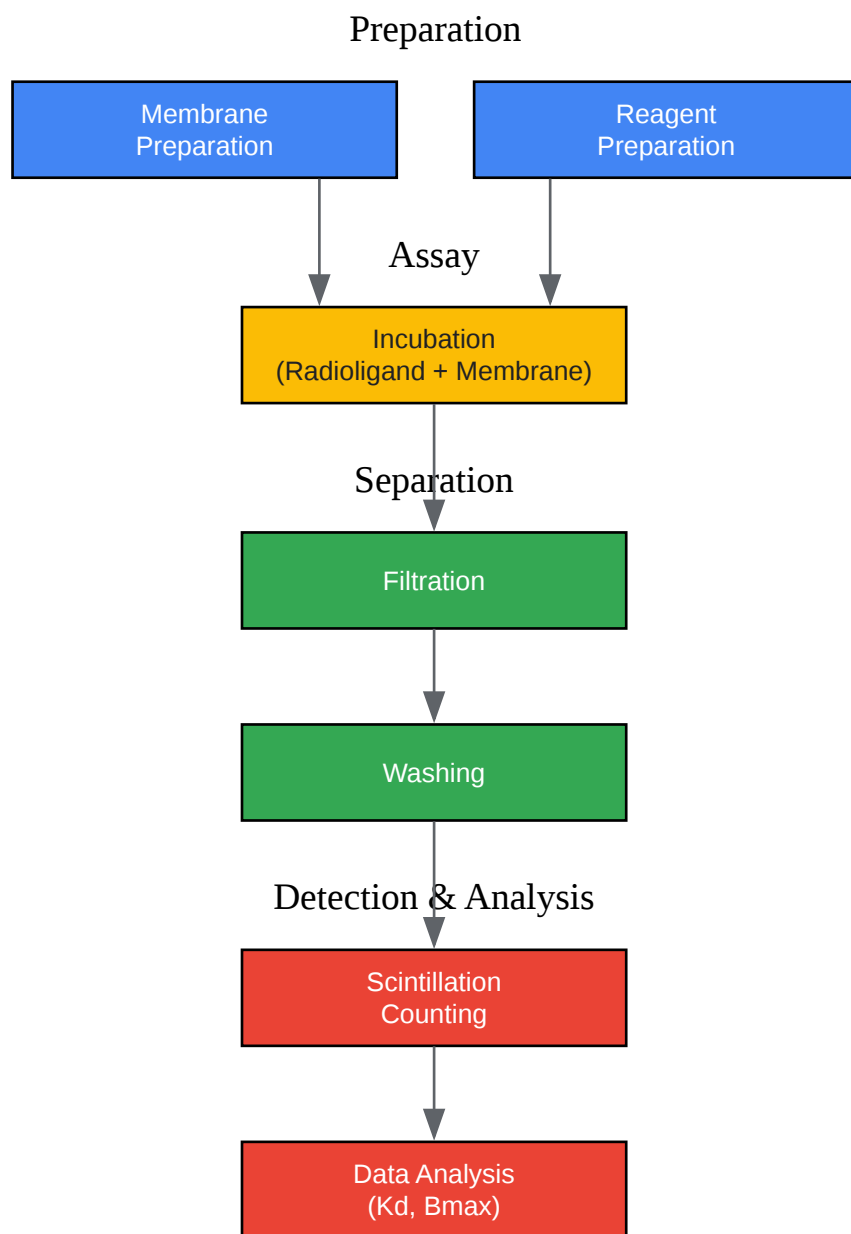 Preparation
Membrane
Preparation
Reagent
Preparation
Assay
Incubation
(Radioligand + Membrane)
Separation
Filtration
Washing
Detection & Analysis
Scintillation
Counting
Data Analysis
(Kd, Bmax)